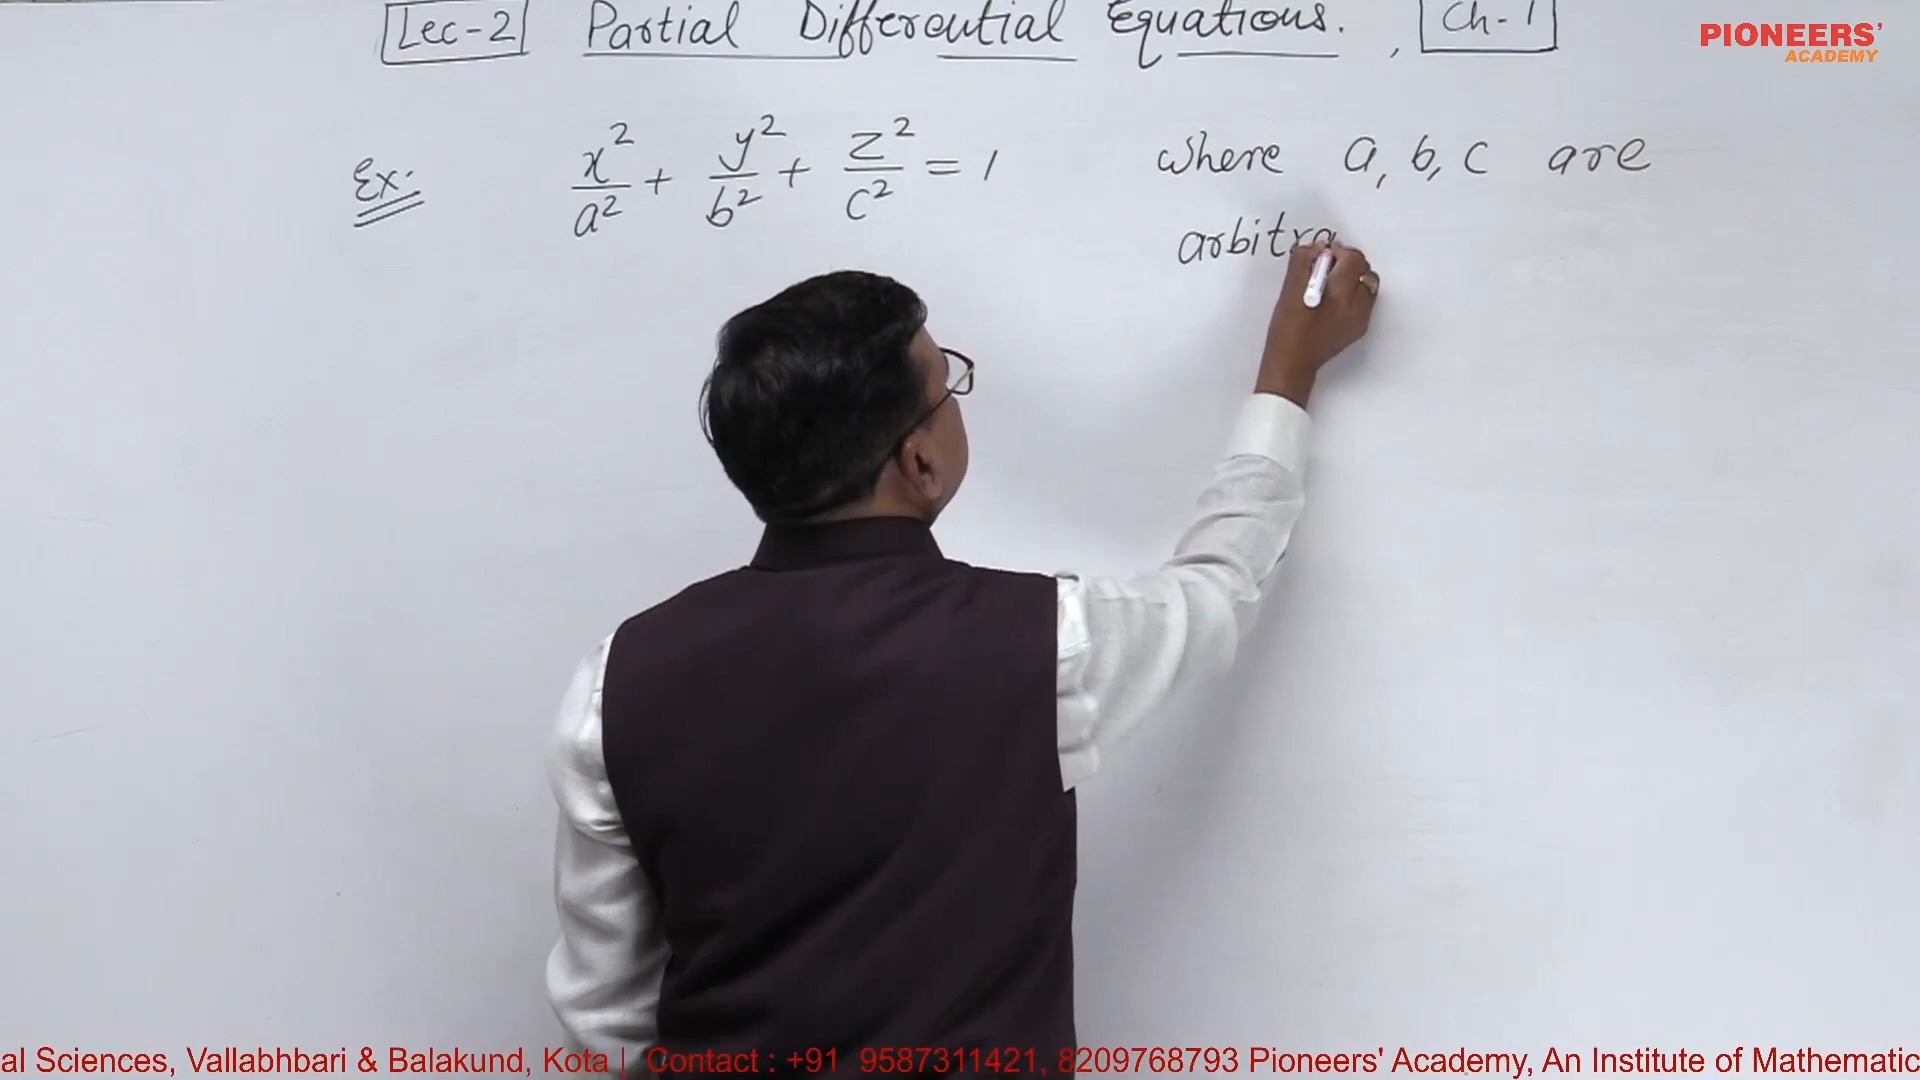 Lec-2 Partial Differential Equations. , Ch-1
PIONEERS'
ACADEMY
Ex:- x²/a² + y²/b² + z²/c² = 1 where a, b, c are
arbitra
al Sciences, Vallabhbari & Balakund, Kota | Contact : +91 9587311421, 8209768793 Pioneers' Academy, An Institute of Mathematic